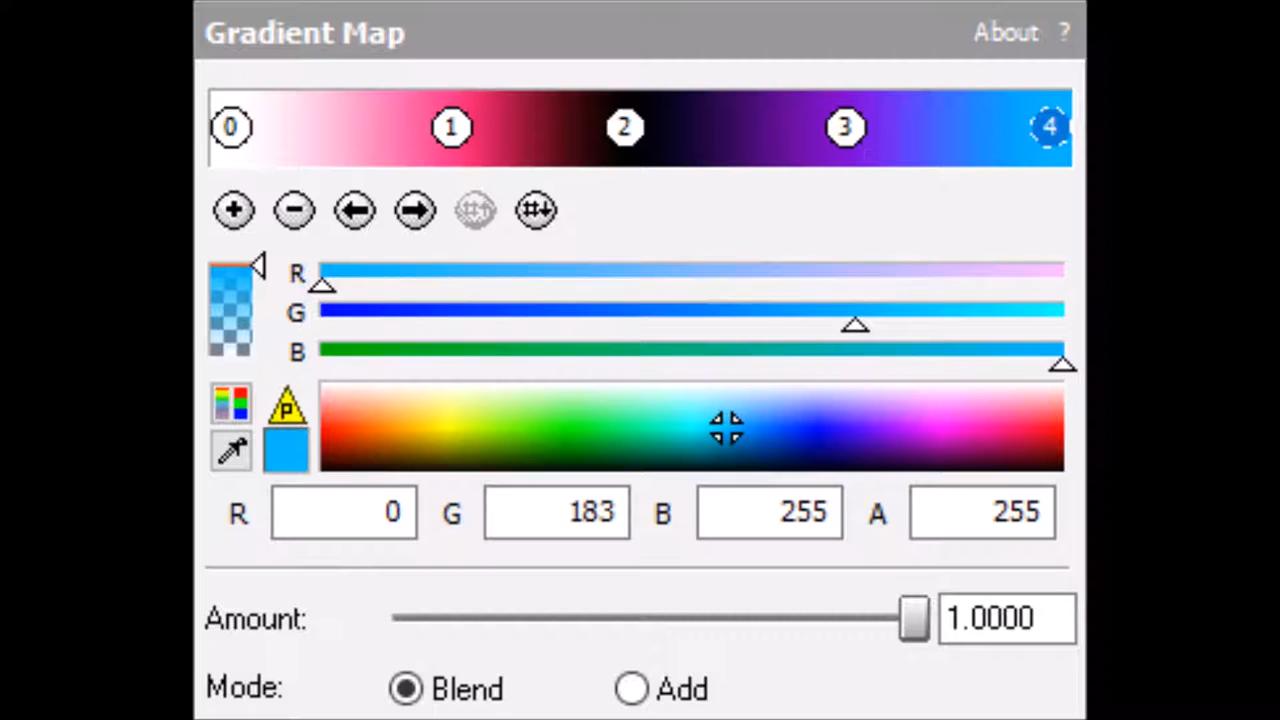 Gradient Map About ?
0 1 2 3 4
R
G
B
P
R 0 G 183 B 255 A 255
Amount: 1.0000
Mode: Blend Add